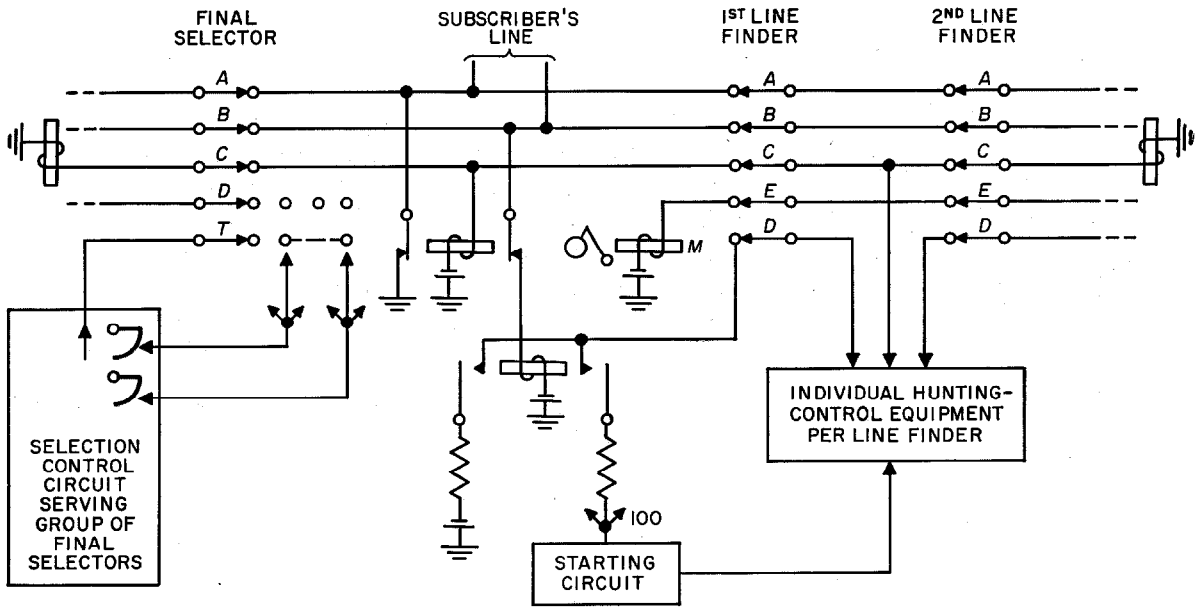 FINAL
SELECTOR
SUBSCRIBER'S
LINE
1ST LINE
FINDER
2ND LINE
FINDER
A
A
A
B
B
B
C
C
C
D
E
E
T
M
D
D
SELECTION
CONTROL
CIRCUIT
SERVING
GROUP OF
FINAL
SELECTORS
INDIVIDUAL HUNTING-
CONTROL EQUIPMENT
PER LINE FINDER
100
STARTING
CIRCUIT